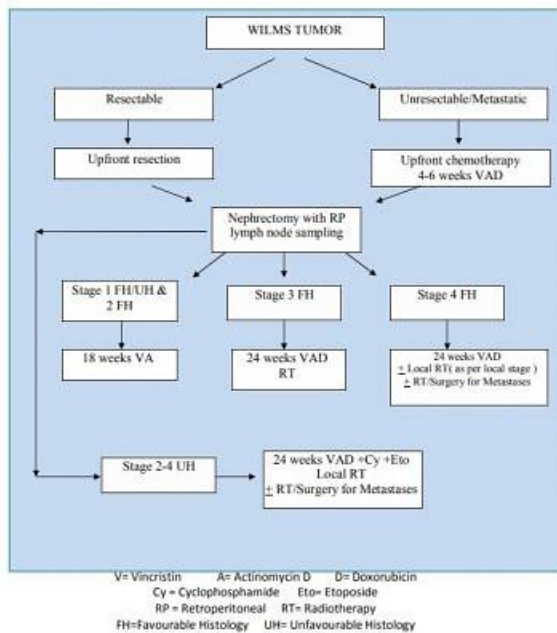 WILMS TUMOR
Resectable
Unresectable/Metastatic
Upfront resection
Upfront chemotherapy
4-6 weeks VAD
Nephrectomy with RP
lymph node sampling
Stage 1 FH/UH &
2 FH
Stage 3 FH
Stage 4 FH
18 weeks VA
24 weeks VAD
RT
24 weeks VAD
+ Local RT( as per local stage )
+ RT/Surgery for Metastases
Stage 2-4 UH
24 weeks VAD +Cy +Eto
Local RT
+ RT/Surgery for Metastases
V= Vincristin A= Actinomycin D D= Doxorubicin
Cy = Cyclophosphamide Eto= Etoposide
RP = Retroperitoneal RT= Radiotherapy
FH=Favourable Histology UH= Unfavourable Histology